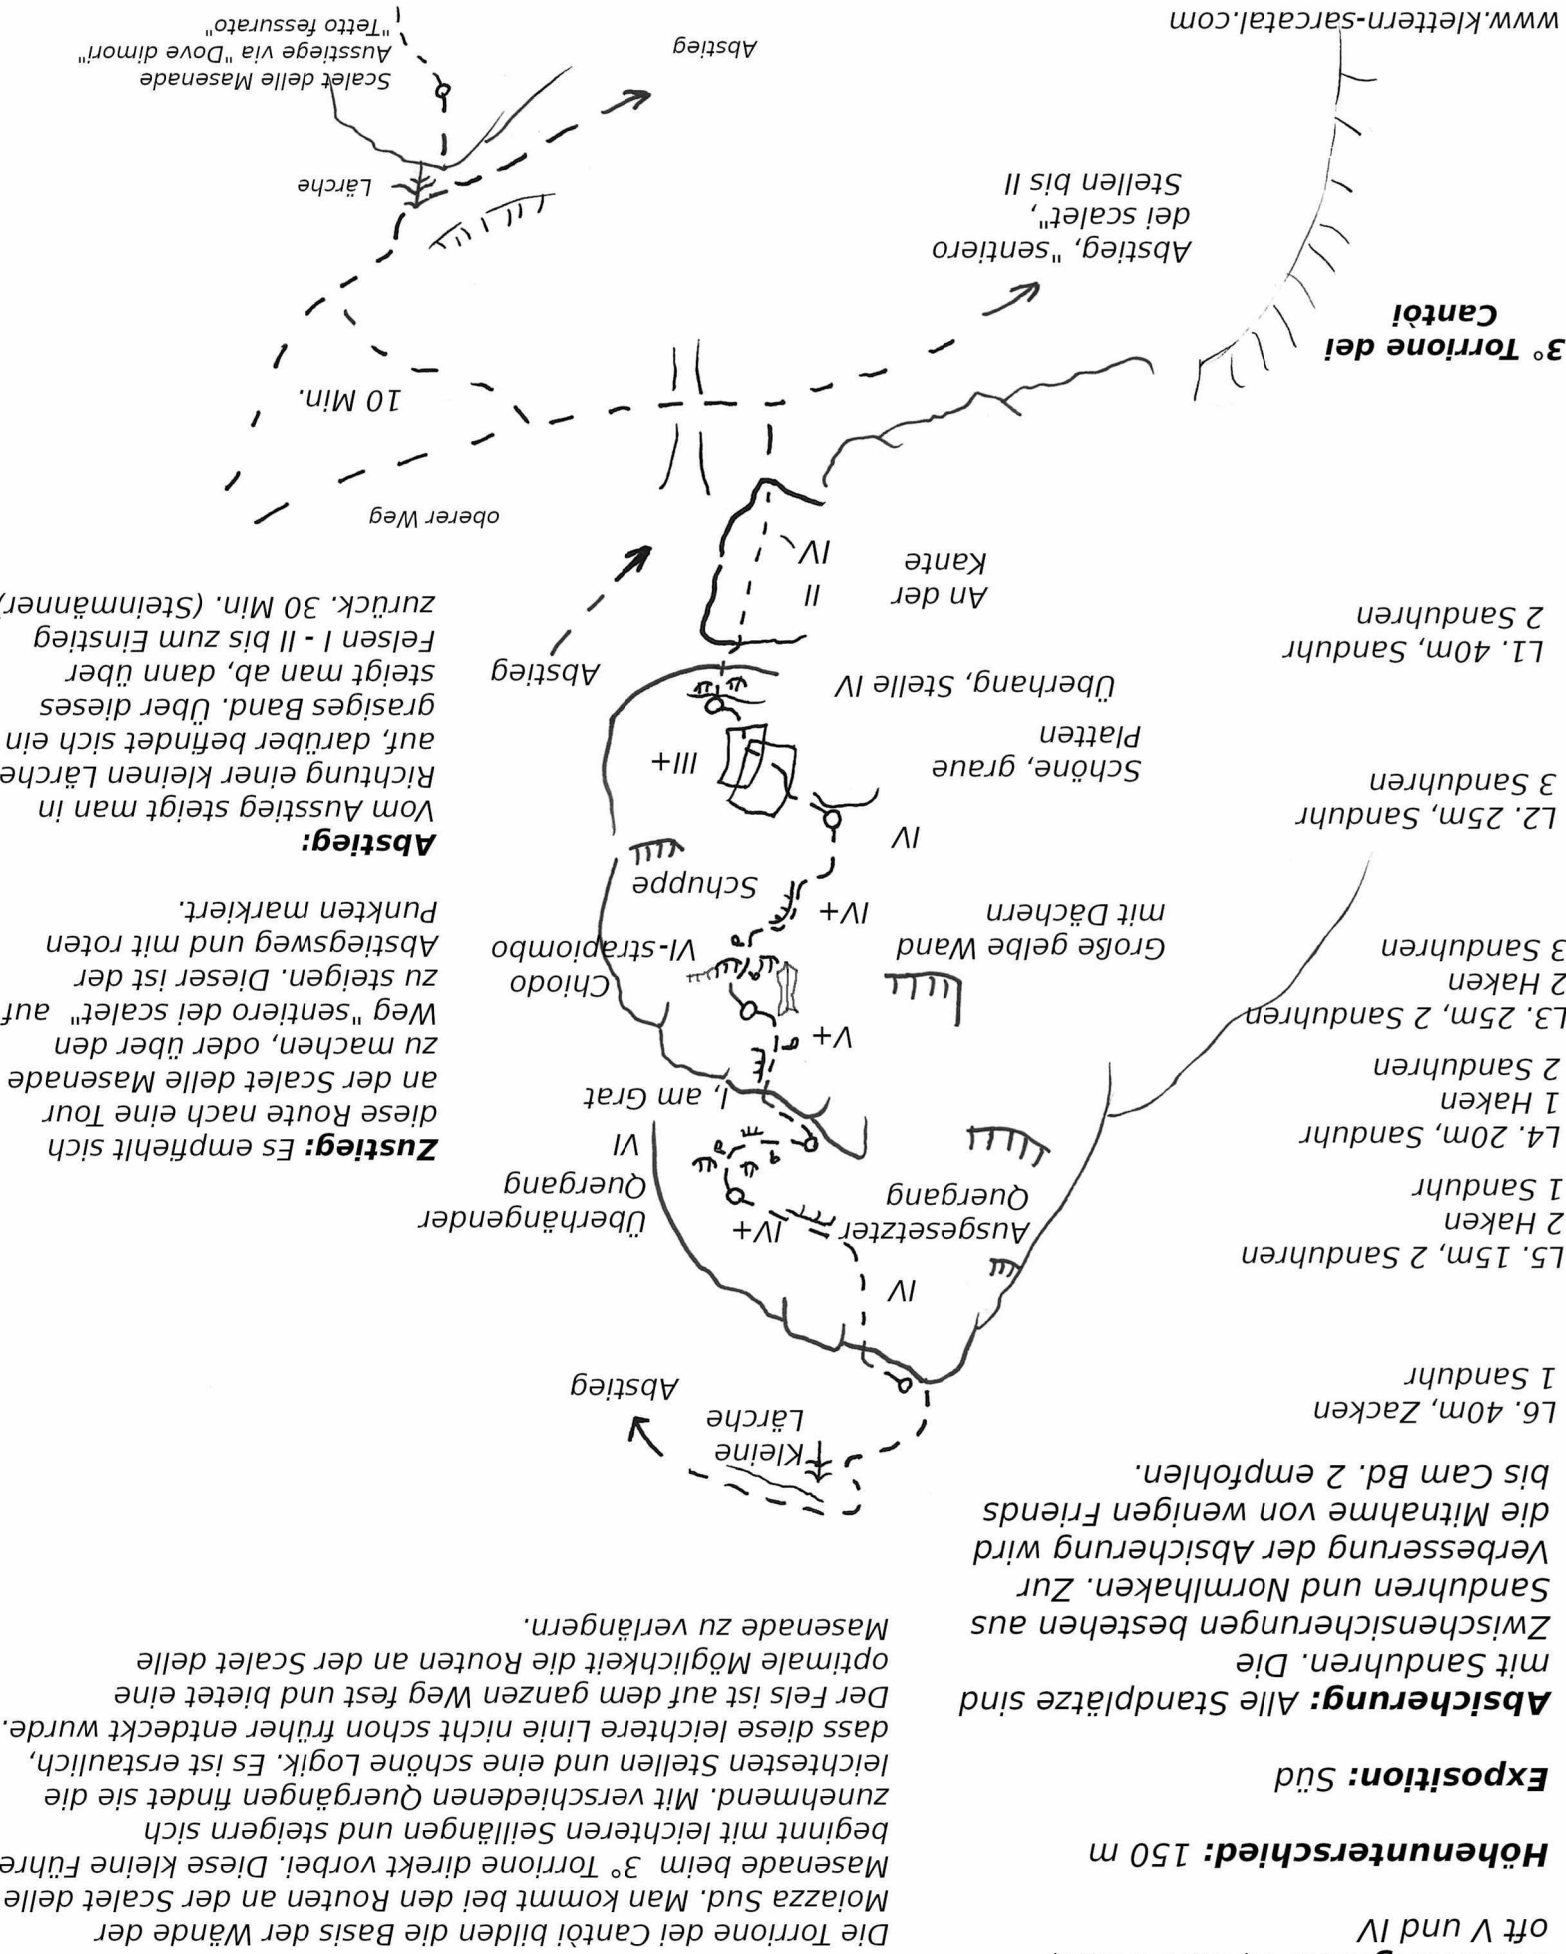 oft V und IV
Höhenunterschied: 150 m
Exposition: Süd
Absicherung: Alle Standplätze sind
mit Sanduhren. Die
Zwischensicherungen bestehen aus
Sanduhren und Normlhaken. Zur
Verbesserung der Absicherung wird
die Mitnahme von wenigen Friends
bis Cam Bd. 2 empfohlen.
Die Torrione dei Cantòi bilden die Basis der Wände der
Moiazza Sud. Man kommt bei den Routen an der Scalet delle
Masenade beim 3° Torrione direkt vorbei. Diese kleine Führe
beginnt mit leichteren Seillängen und steigern sich
zunehmend. Mit verschiedenen Quergängen findet sie die
leichtesten Stellen und eine schöne Logik. Es ist erstaulich,
dass diese leichtere Linie nicht schon früher entdeckt wurde.
Der Fels ist auf dem ganzen Weg fest und bietet eine
optimale Möglichkeit die Routen an der Scalet delle
Masenade zu verlängern.
L6. 40m, Zacken
1 Sanduhr
Kleine
Lärche
Abstieg
L5. 15m, 2 Sanduhren
2 Haken
1 Sanduhr
IV
Ausgesetzter
Quergang
IV+
Überhängender
Quergang
VI
L4. 20m, Sanduhr
1 Haken
2 Sanduhren
I, am Grat
V+
L3. 25m, 2 Sanduhren
2 Haken
3 Sanduhren
Große gelbe Wand
mit Dächern
Chiodo
VI-strapiombo
IV+
Schuppe
L2. 25m, Sanduhr
3 Sanduhren
IV
Schöne, graue
Platten
III+
Überhang, Stelle IV
Abstieg
L1. 40m, Sanduhr
2 Sanduhren
An der
Kante
II
IV
Zustieg: Es empfiehlt sich
diese Route nach eine Tour
an der Scalet delle Masenade
zu machen, oder über den
Weg "sentiero dei scalet" auf
zu steigen. Dieser ist der
Abstiegsweg und mit roten
Punkten markiert.
Abstieg:
Vom Ausstieg steigt man in
Richtung einer kleinen Lärche
auf, darüber befindet sich ein
grasiges Band. Über dieses
steigt man ab, dann über
Felsen I - II bis zum Einstieg
zurück. 30 Min. (Steinmänner)
oberer Weg
10 Min.
3° Torrione dei
Cantòi
Abstieg, "sentiero
dei scalet",
Stellen bis II
Lärche
Scalet delle Masenade
Ausstiege via "Dove dimori"
"Tetto fessurato"
Abstieg
www.klettern-sarcatal.com